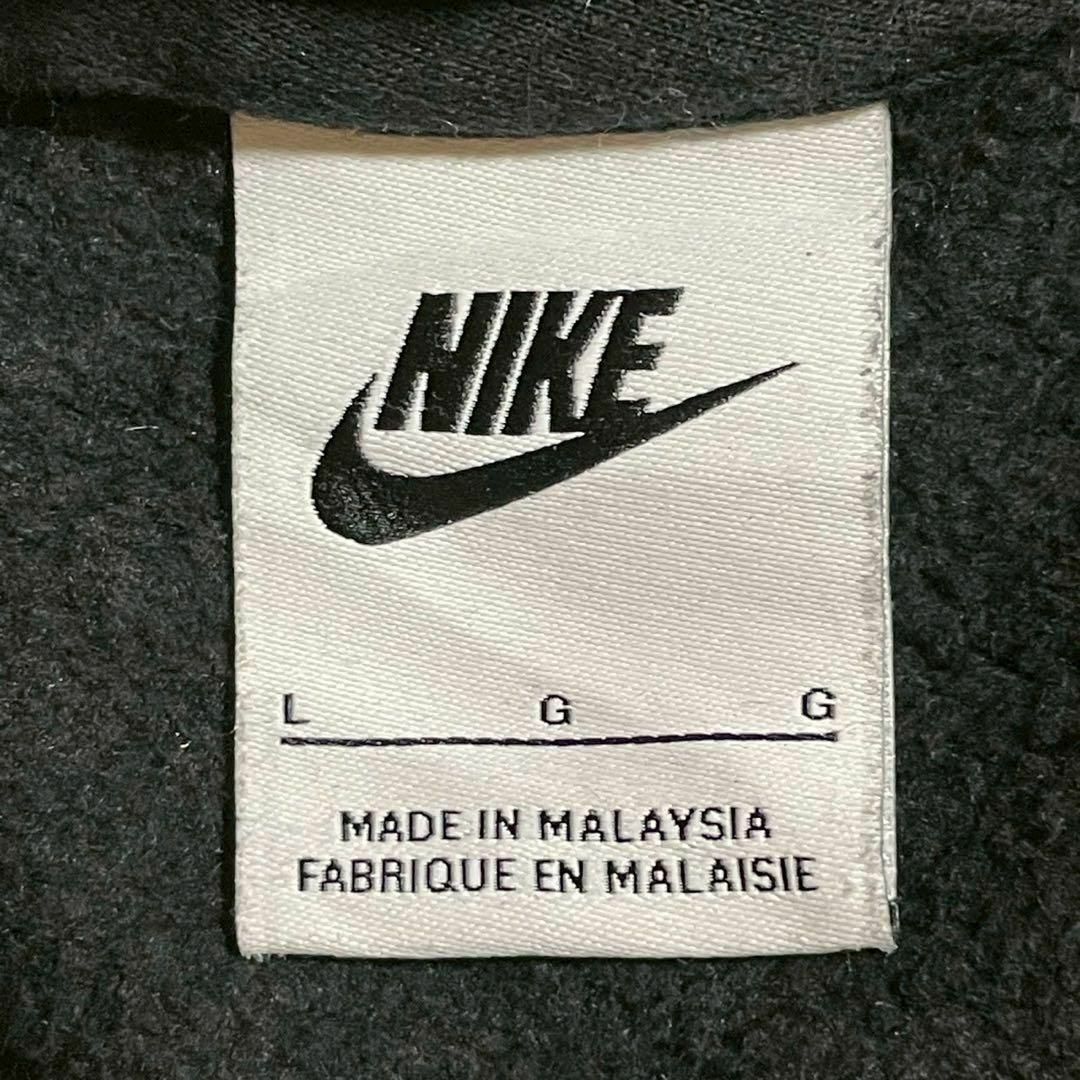 NIKE
L G G
MADE IN MALAYSIA
FABRIQUE EN MALAISIE